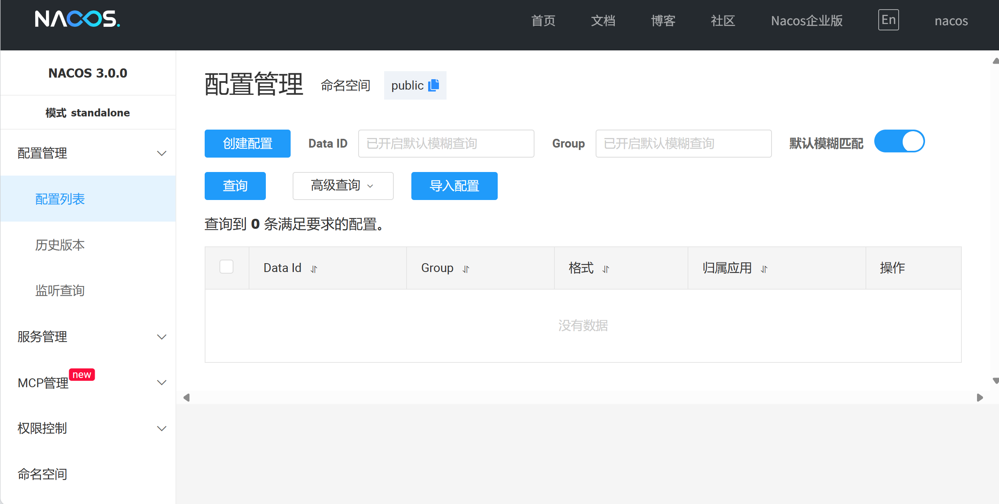 NACOS.
首页 文档 博客 社区 Nacos企业版 En nacos
NACOS 3.0.0
模式 standalone
配置管理
配置列表
历史版本
监听查询
服务管理
MCP管理 new
权限控制
命名空间
配置管理 命名空间 public
创建配置 Data ID 已开启默认模糊查询 Group 已开启默认模糊查询 默认模糊匹配
查询 高级查询 导入配置
查询到 0 条满足要求的配置。
Data Id Group 格式 归属应用 操作
没有数据